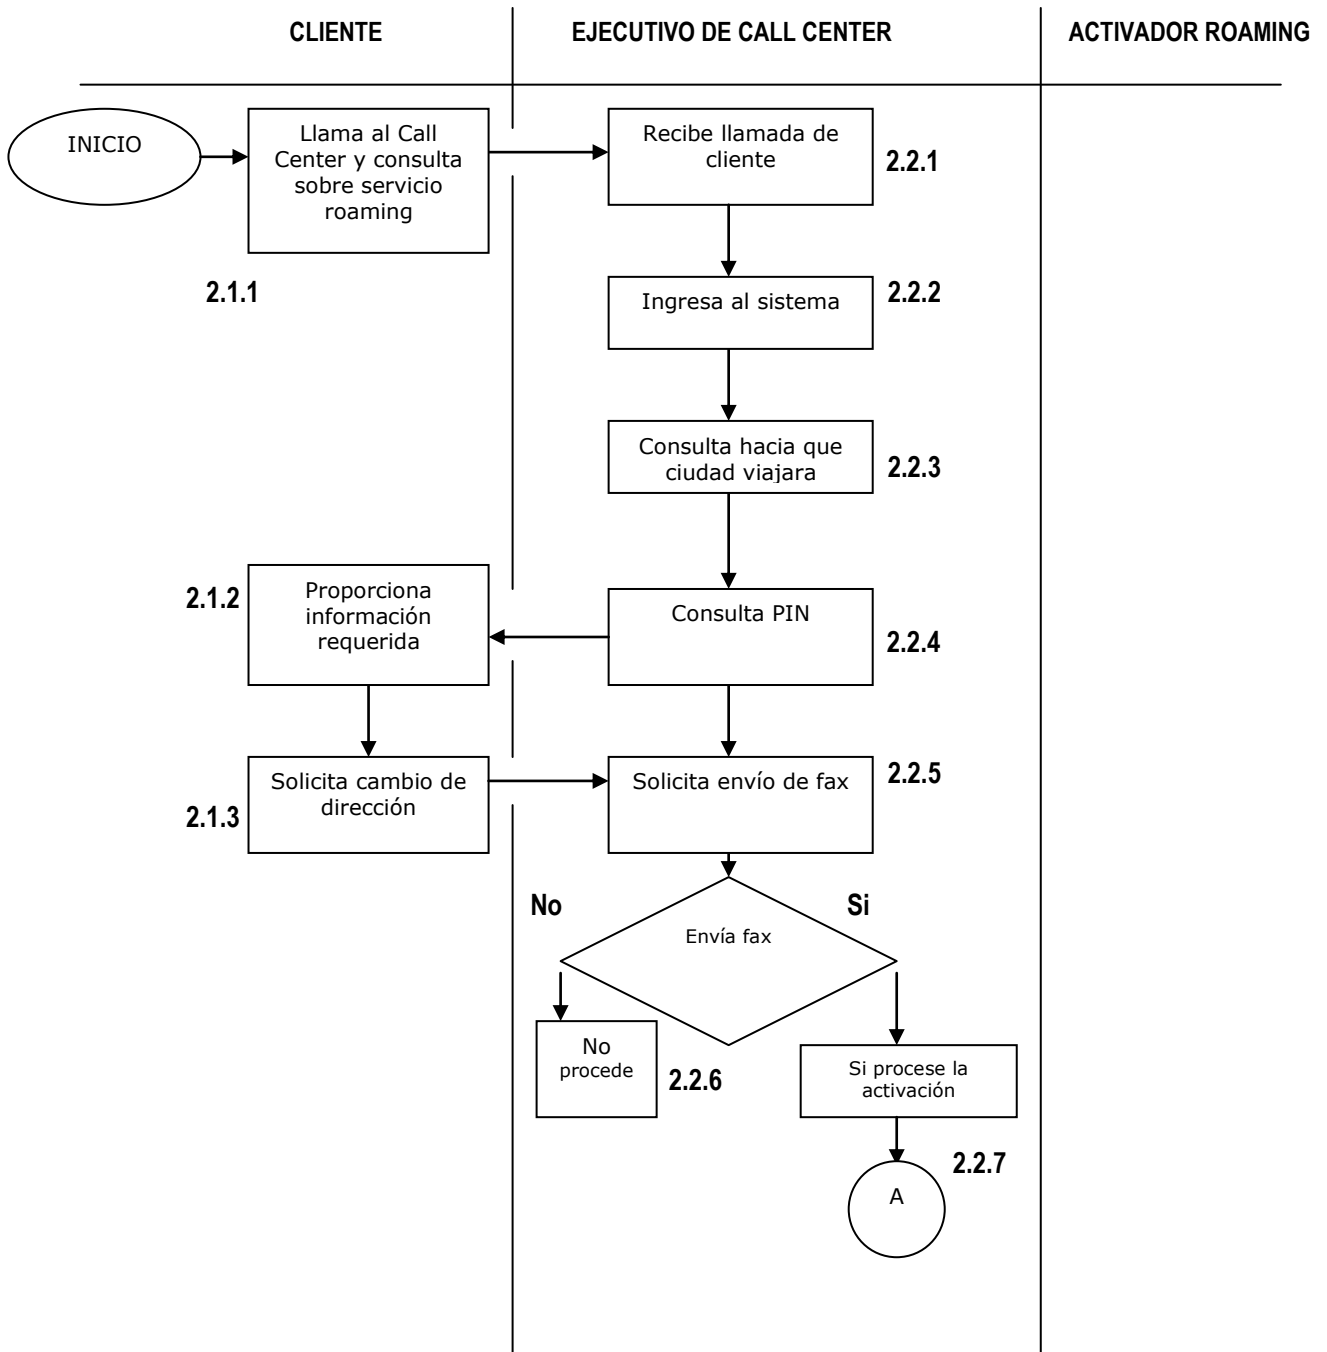 CLIENTE
EJECUTIVO DE CALL CENTER
ACTIVADOR ROAMING
INICIO
Llama al Call
Center y consulta
sobre servicio
roaming
2.1.1
Recibe llamada de
cliente
2.2.1
Ingresa al sistema
2.2.2
Consulta hacia que
ciudad viajara
2.2.3
2.1.2
Proporciona
información
requerida
Consulta PIN
2.2.4
2.1.3
Solicita cambio de
dirección
Solicita envío de fax
2.2.5
No
Si
Envía fax
No
procede
2.2.6
Si procese la
activación
2.2.7
A